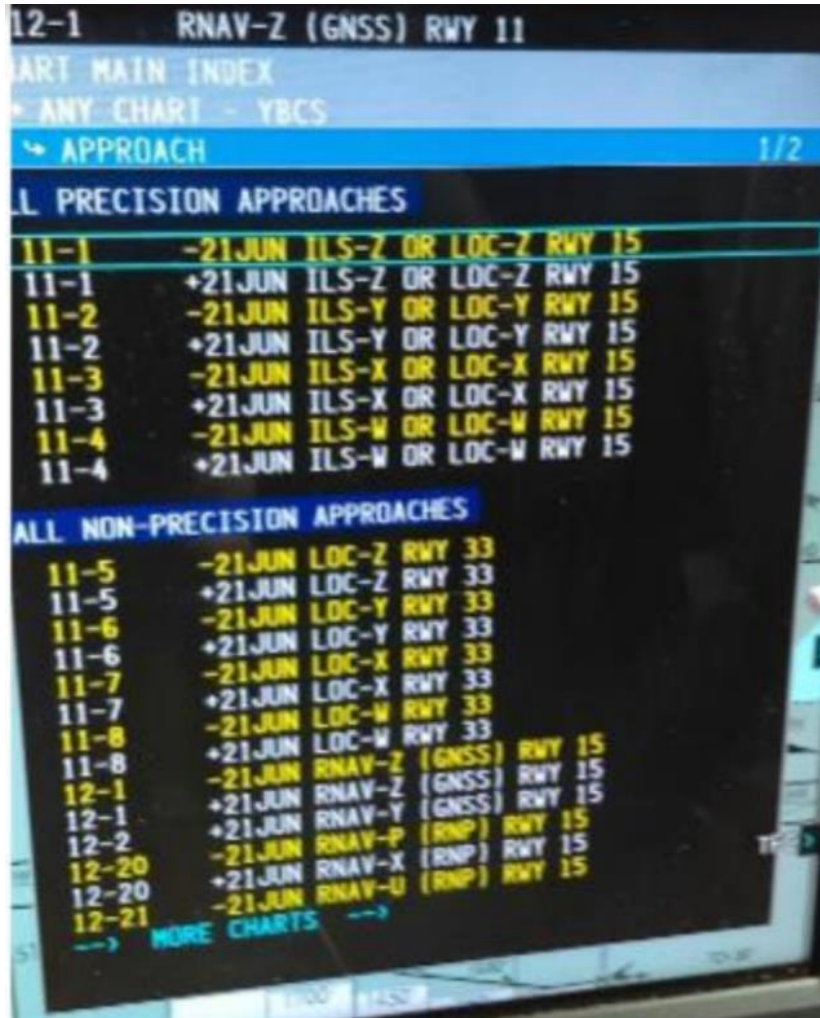 12-1 RNAV-Z (GNSS) RWY 11
ART MAIN INDEX
ANY CHART - YBCS
↳ APPROACH 1/2
LL PRECISION APPROACHES
11-1 -21JUN ILS-Z OR LOC-Z RWY 15
11-1 +21JUN ILS-Z OR LOC-Z RWY 15
11-2 -21JUN ILS-Y OR LOC-Y RWY 15
11-2 +21JUN ILS-Y OR LOC-Y RWY 15
11-3 -21JUN ILS-X OR LOC-X RWY 15
11-3 +21JUN ILS-X OR LOC-X RWY 15
11-4 -21JUN ILS-W OR LOC-W RWY 15
11-4 +21JUN ILS-W OR LOC-W RWY 15
ALL NON-PRECISION APPROACHES
11-5 -21JUN LOC-Z RWY 33
11-5 +21JUN LOC-Z RWY 33
11-6 -21JUN LOC-Y RWY 33
11-6 +21JUN LOC-Y RWY 33
11-7 -21JUN LOC-X RWY 33
11-7 +21JUN LOC-X RWY 33
11-8 -21JUN LOC-W RWY 33
11-8 +21JUN LOC-W RWY 33
12-1 -21JUN RNAV-Z (GNSS) RWY 15
12-1 +21JUN RNAV-Z (GNSS) RWY 15
12-2 +21JUN RNAV-Y (GNSS) RWY 15
12-20 -21JUN RNAV-P (RNP) RWY 15
12-20 +21JUN RNAV-X (RNP) RWY 15
12-21 -21JUN RNAV-U (RNP) RWY 15
--> MORE CHARTS -->